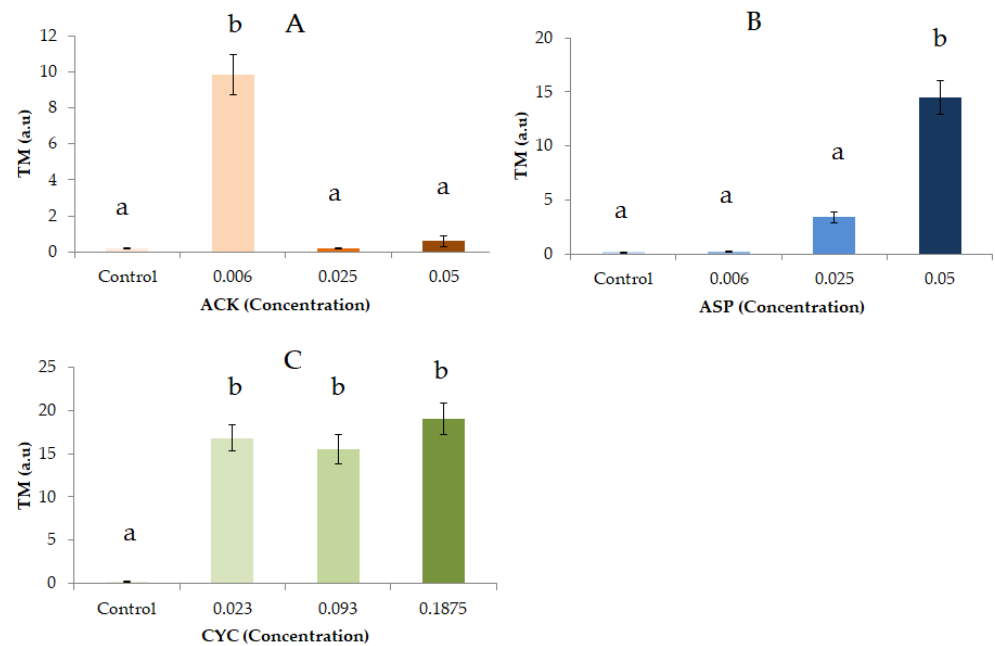 A
TM (a.u)
12
10
8
6
4
2
0
a
b
a
a
Control
0.006
0.025
0.05
ACK (Concentration)
B
TM (a.u)
20
15
10
5
0
a
a
a
b
Control
0.006
0.025
0.05
ASP (Concentration)
C
TM (a.u)
25
20
15
10
5
0
a
b
b
b
Control
0.023
0.093
0.1875
CYC (Concentration)